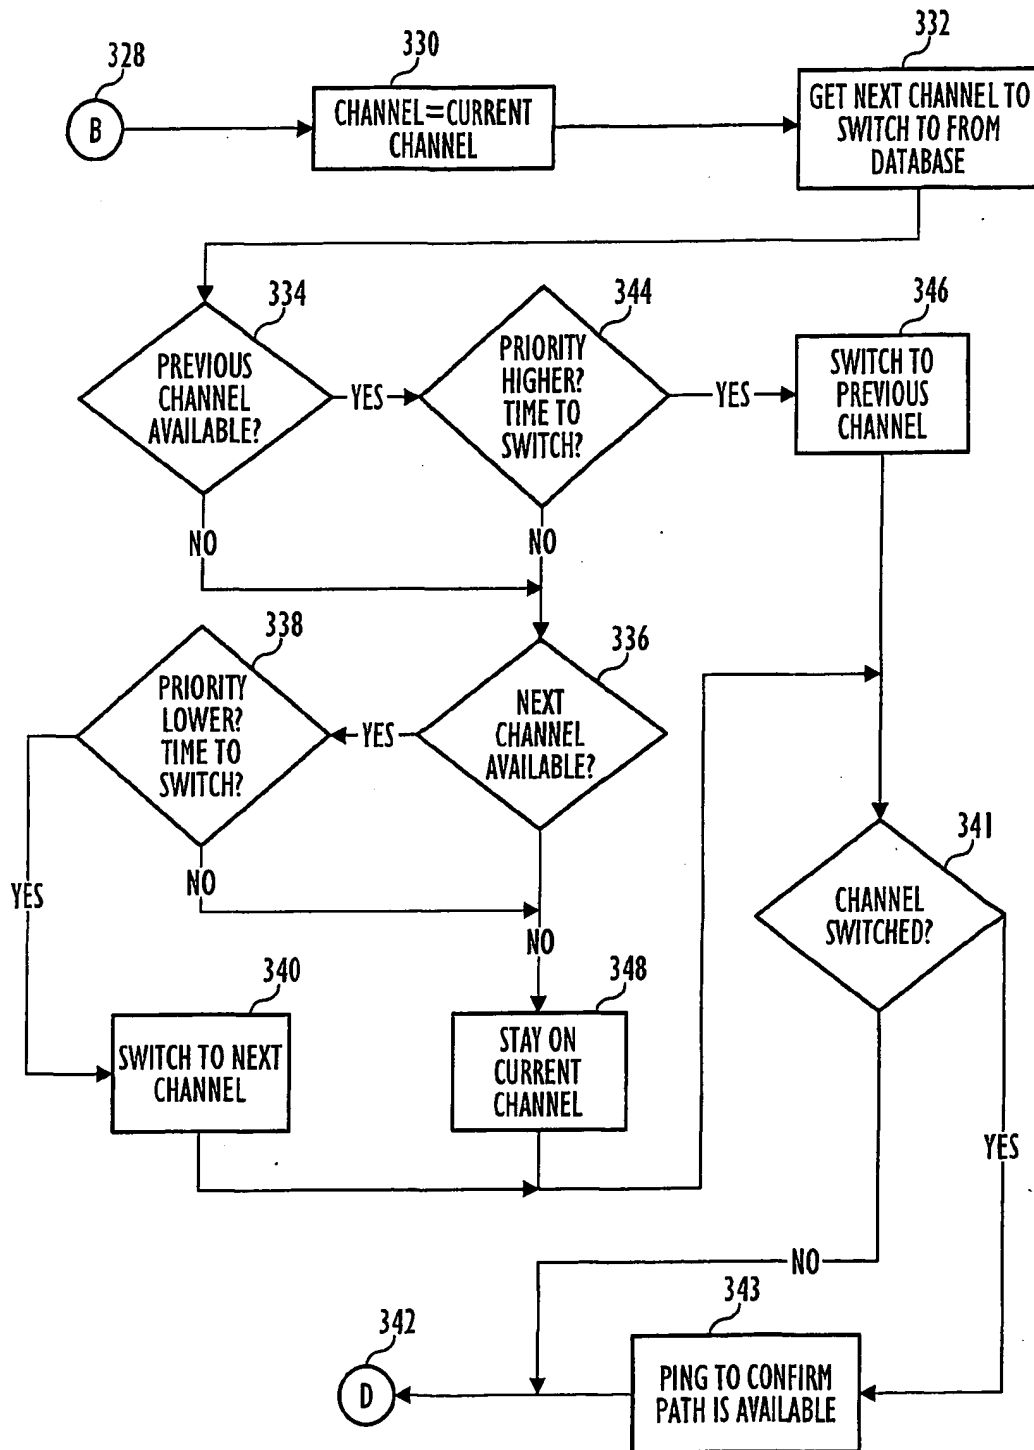 328
330
332
B
CHANNEL=CURRENT
CHANNEL
GET NEXT CHANNEL TO
SWITCH TO FROM
DATABASE
334
344
346
PREVIOUS
CHANNEL
AVAILABLE?
YES
PRIORITY
HIGHER?
TIME TO
SWITCH?
YES
SWITCH TO
PREVIOUS
CHANNEL
NO
NO
338
336
PRIORITY
LOWER?
TIME TO
SWITCH?
YES
NEXT
CHANNEL
AVAILABLE?
341
YES
NO
CHANNEL
SWITCHED?
NO
340
348
SWITCH TO NEXT
CHANNEL
STAY ON
CURRENT
CHANNEL
YES
NO
343
342
D
PING TO CONFIRM
PATH IS AVAILABLE